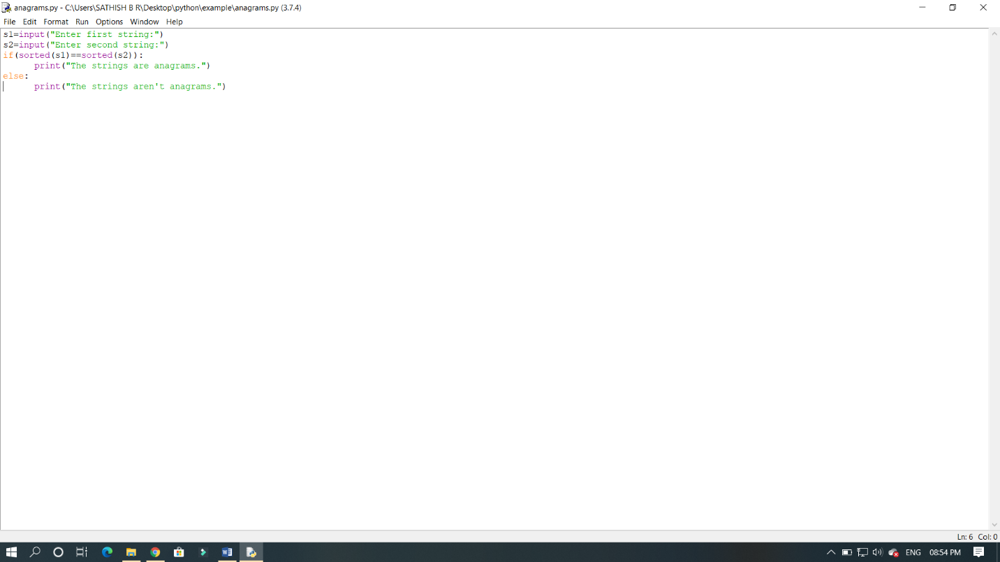 anagrams.py - C:\Users\SATHISH B R\Desktop\python\example\anagrams.py (3.7.4)
File Edit Format Run Options Window Help
s1=input("Enter first string:")
s2=input("Enter second string:")
if(sorted(s1)==sorted(s2)):
      print("The strings are anagrams.")
else:
      print("The strings aren't anagrams.")
Ln: 6 Col: 0
ENG 08:54 PM